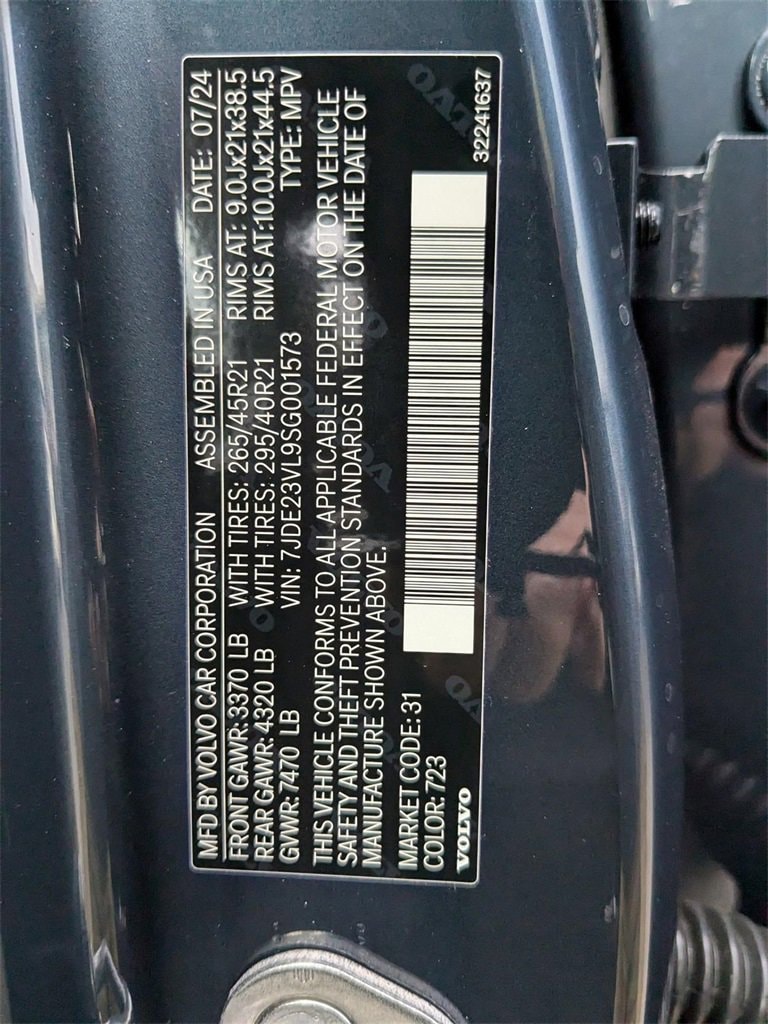 MFD BY VOLVO CAR CORPORATION ASSEMBLED IN USA DATE: 07/24
FRONT GAWR: 3370 LB WITH TIRES: 265/45R21 RIMS AT: 9.0Jx21x38.5
REAR GAWR: 4320 LB WITH TIRES: 295/40R21 RIMS AT:10.0Jx21x44.5
GVWR: 7470 LB VIN: 7JDE23VL9SG001573 TYPE: MPV
THIS VEHICLE CONFORMS TO ALL APPLICABLE FEDERAL MOTOR VEHICLE
SAFETY AND THEFT PREVENTION STANDARDS IN EFFECT ON THE DATE OF
MANUFACTURE SHOWN ABOVE.
MARKET CODE: 31
COLOR: 723
VOLVO
32241637